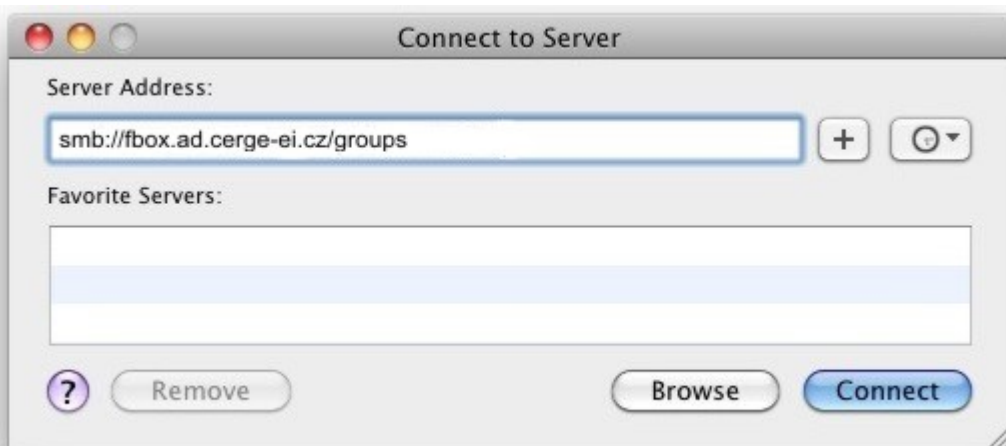 Connect to Server
Server Address:
smb://fbox.ad.cerge-ei.cz/groups
+
Favorite Servers:
?
Remove
Browse
Connect